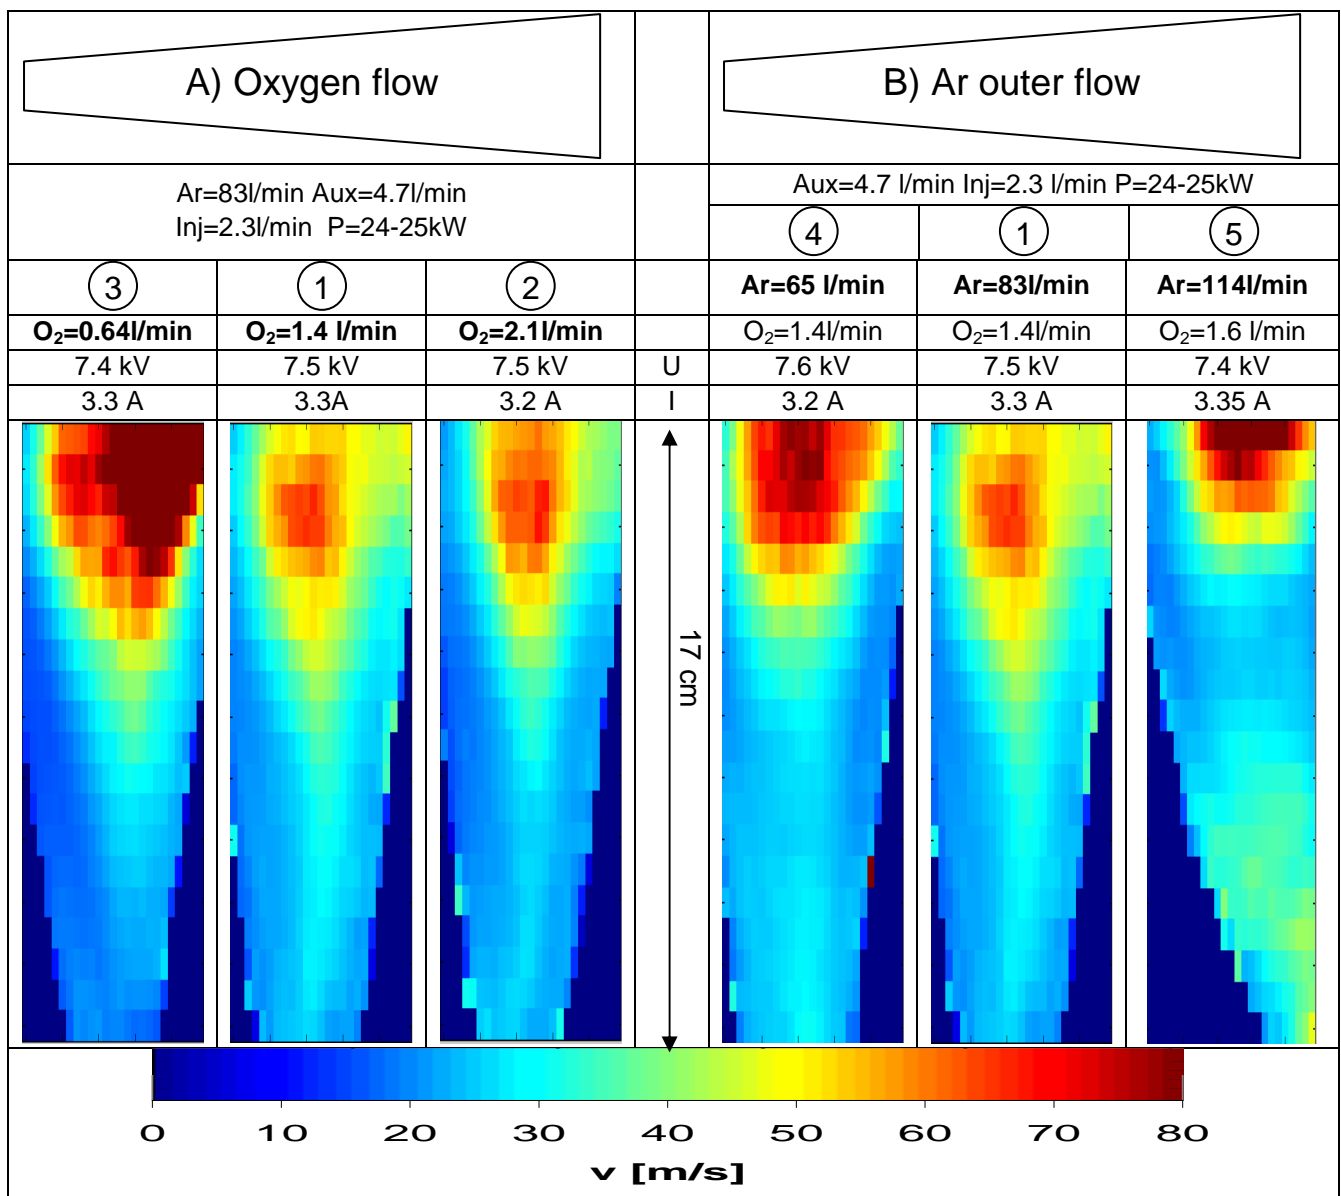 A) Oxygen flow
B) Ar outer flow
Ar=83l/min Aux=4.7l/min
Inj=2.3l/min P=24-25kW
Aux=4.7 l/min Inj=2.3 l/min P=24-25kW
4
1
5
3
1
2
Ar=65 l/min
Ar=83l/min
Ar=114l/min
O₂=0.64l/min
O₂=1.4 l/min
O₂=2.1l/min
O₂=1.4l/min
O₂=1.4l/min
O₂=1.6 l/min
7.4 kV
7.5 kV
7.5 kV
U
7.6 kV
7.5 kV
7.4 kV
3.3 A
3.3A
3.2 A
I
3.2 A
3.3 A
3.35 A
17 cm
0 10 20 30 40 50 60 70 80
v [m/s]